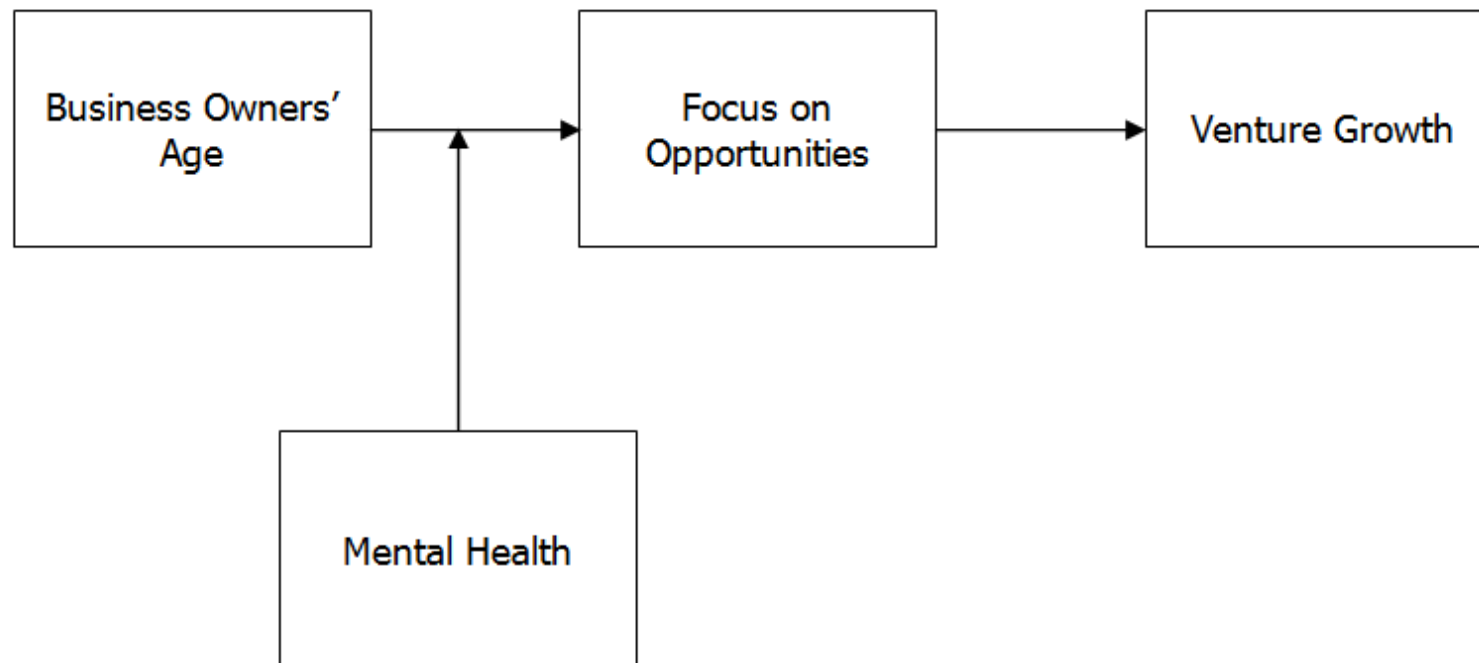 Business Owners’
Age
Focus on
Opportunities
Venture Growth
Mental Health